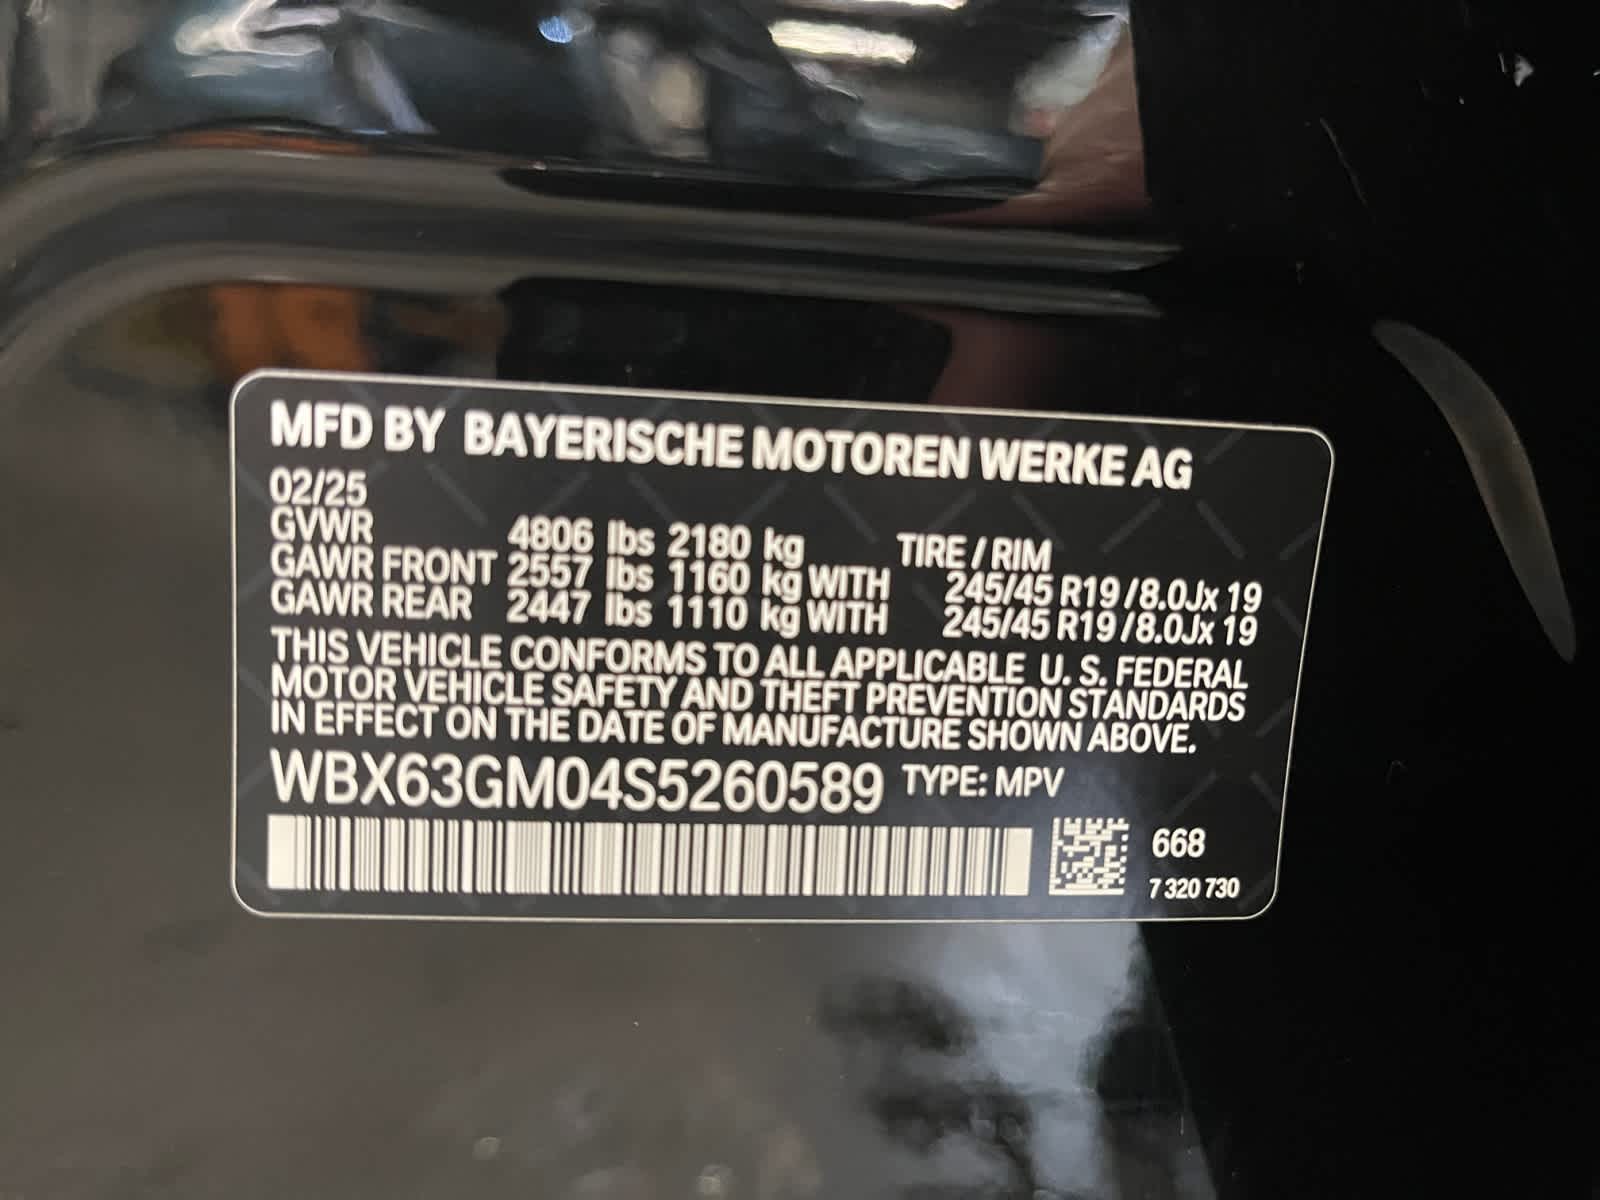 MFD BY BAYERISCHE MOTOREN WERKE AG
02/25
GVWR 4806 lbs 2180 kg TIRE / RIM
GAWR FRONT 2557 lbs 1160 kg WITH 245/45 R19 /8.0Jx 19
GAWR REAR 2447 lbs 1110 kg WITH 245/45 R19 /8.0Jx 19
THIS VEHICLE CONFORMS TO ALL APPLICABLE U. S. FEDERAL
MOTOR VEHICLE SAFETY AND THEFT PREVENTION STANDARDS
IN EFFECT ON THE DATE OF MANUFACTURE SHOWN ABOVE.
WBX63GM04S5260589 TYPE: MPV
668
7 320 730